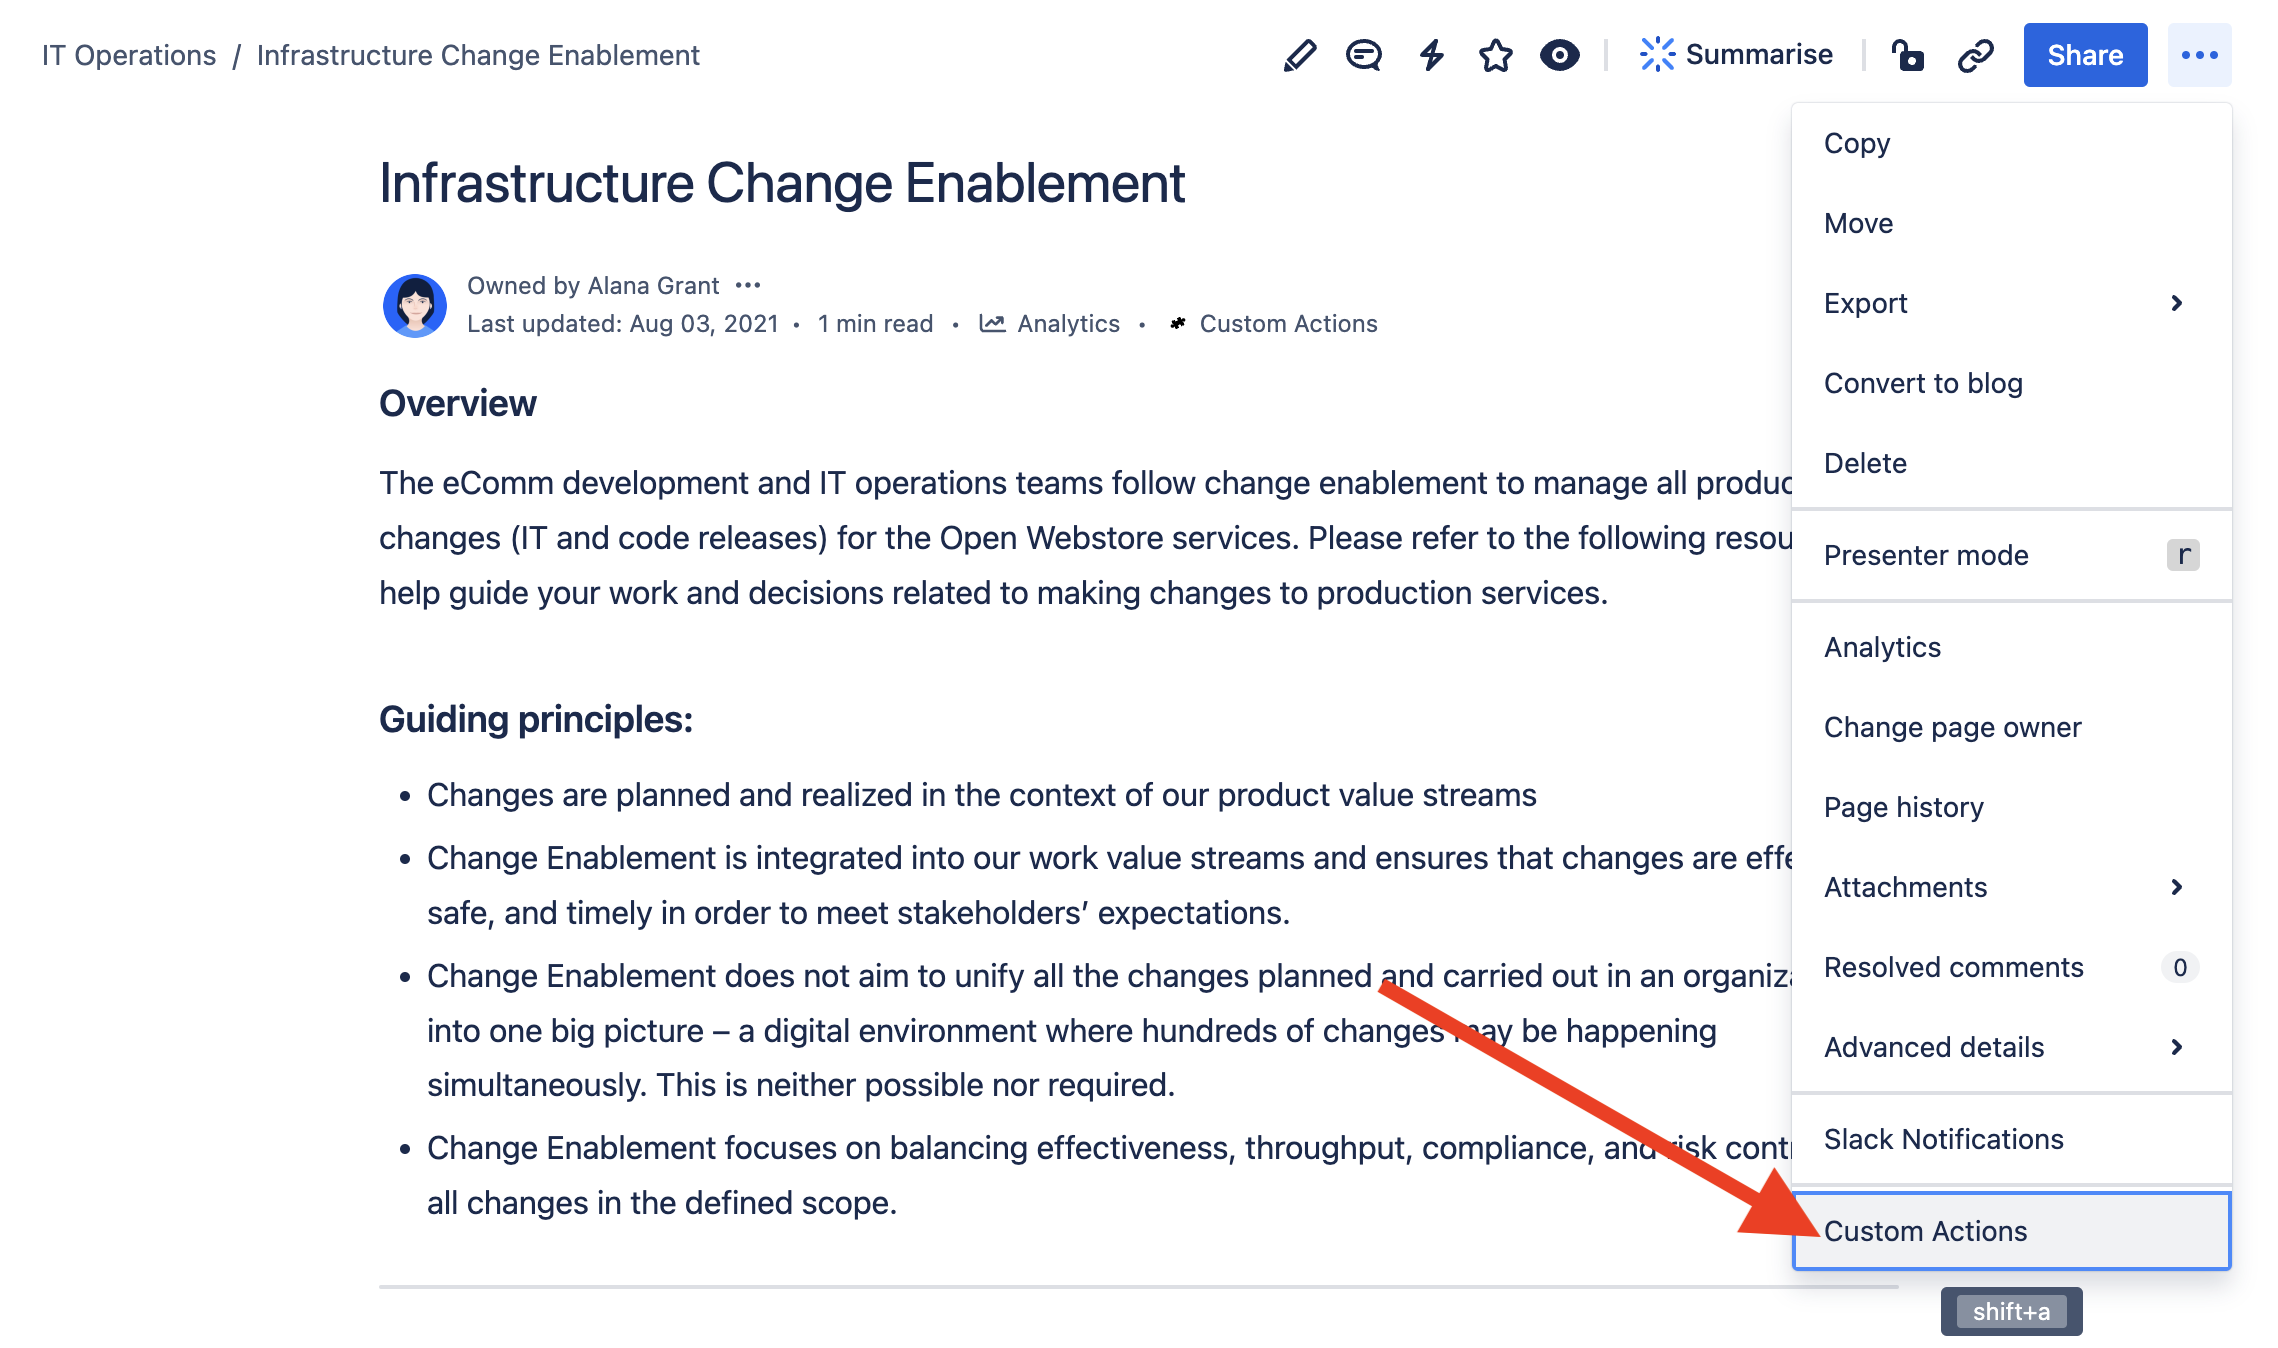 IT Operations / Infrastructure Change Enablement
Summarise
Share
Infrastructure Change Enablement
Owned by Alana Grant
Last updated: Aug 03, 2021 • 1 min read • Analytics • Custom Actions
Overview
The eComm development and IT operations teams follow change enablement to manage all produc
changes (IT and code releases) for the Open Webstore services. Please refer to the following resou
help guide your work and decisions related to making changes to production services.
Guiding principles:
• Changes are planned and realized in the context of our product value streams
• Change Enablement is integrated into our work value streams and ensures that changes are effe
safe, and timely in order to meet stakeholders’ expectations.
• Change Enablement does not aim to unify all the changes planned and carried out in an organiza
into one big picture – a digital environment where hundreds of changes may be happening
simultaneously. This is neither possible nor required.
• Change Enablement focuses on balancing effectiveness, throughput, compliance, and risk cont
all changes in the defined scope.
Copy
Move
Export
Convert to blog
Delete
Presenter mode r
Analytics
Change page owner
Page history
Attachments
Resolved comments 0
Advanced details
Slack Notifications
Custom Actions
shift+a